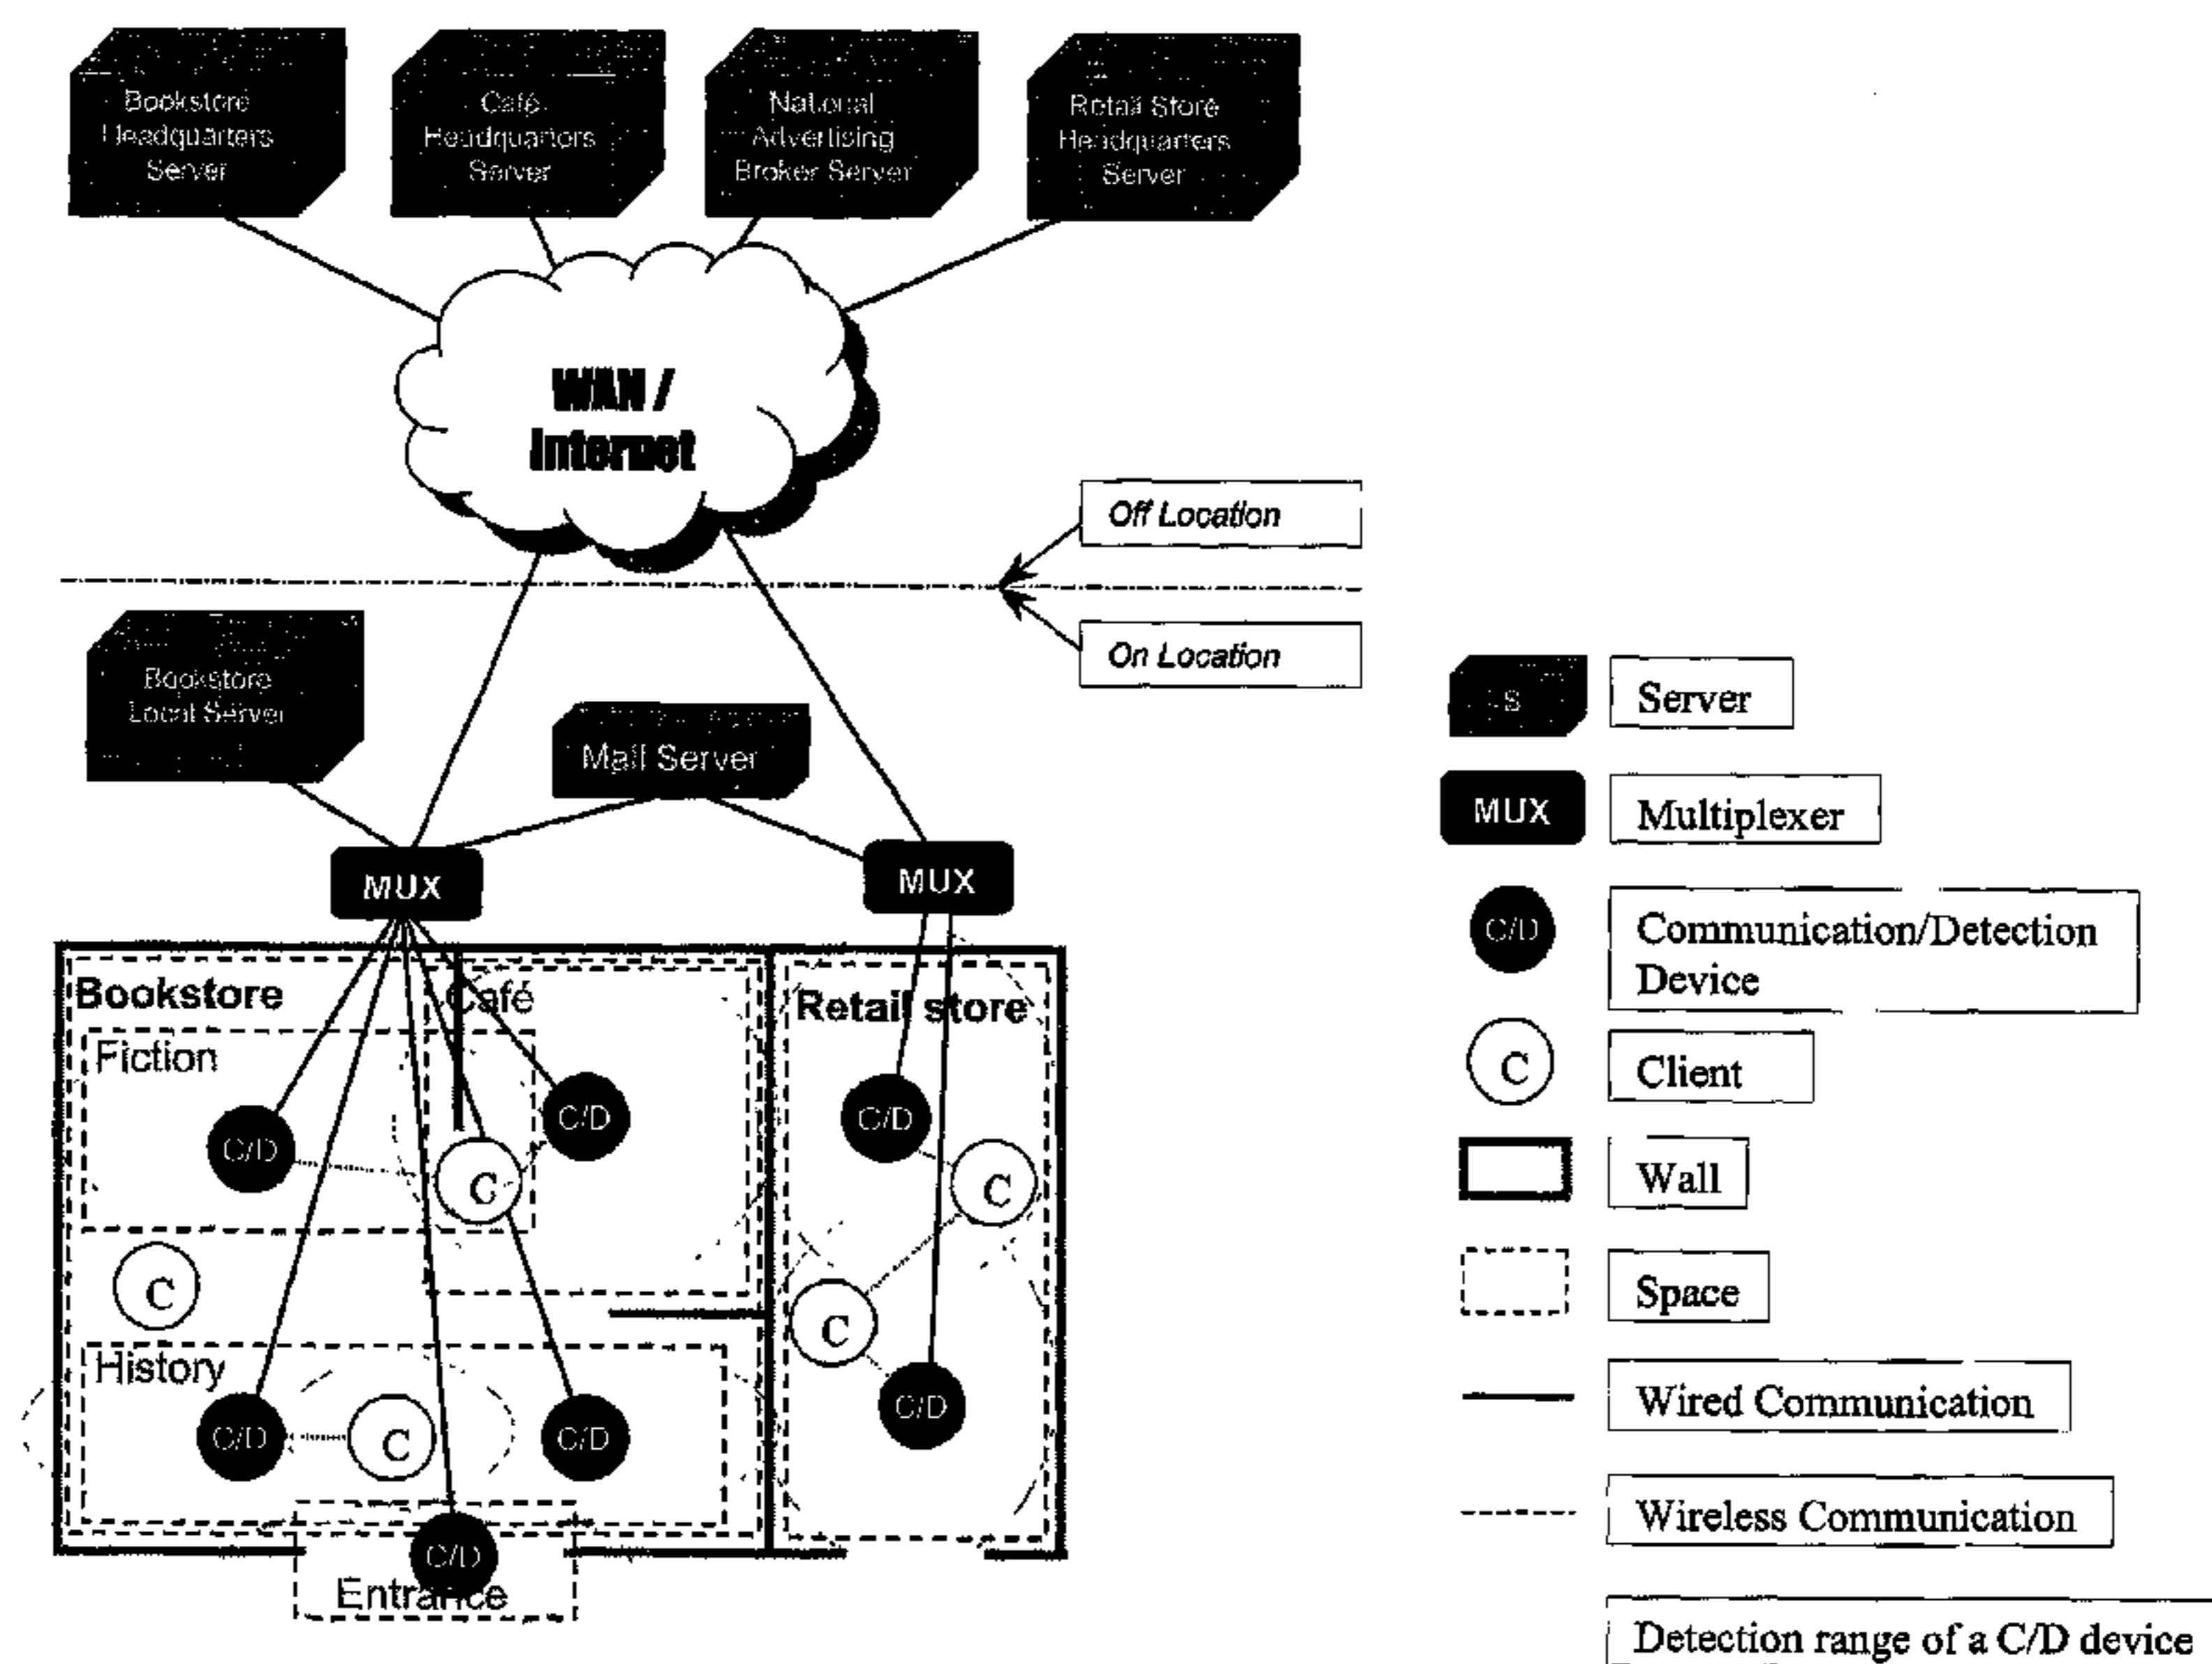 Bookstore
Headquarters
Server
Café
Headquarters
Server
National
Advertising
Broker Server
Retail Store
Headquarters
Server
WAN /
Internet
Off Location
On Location
Bookstore
Local Server
Mall Server
MUX
MUX
Bookstore
Café
Retail store
Fiction
C/D
C/D
C/D
C
C
C
C
History
C/D
C
C/D
C/D
C/D
Entrance
S
Server
MUX
Multiplexer
C/D
Communication/Detection
Device
C
Client
Wall
Space
Wired Communication
Wireless Communication
Detection range of a C/D device